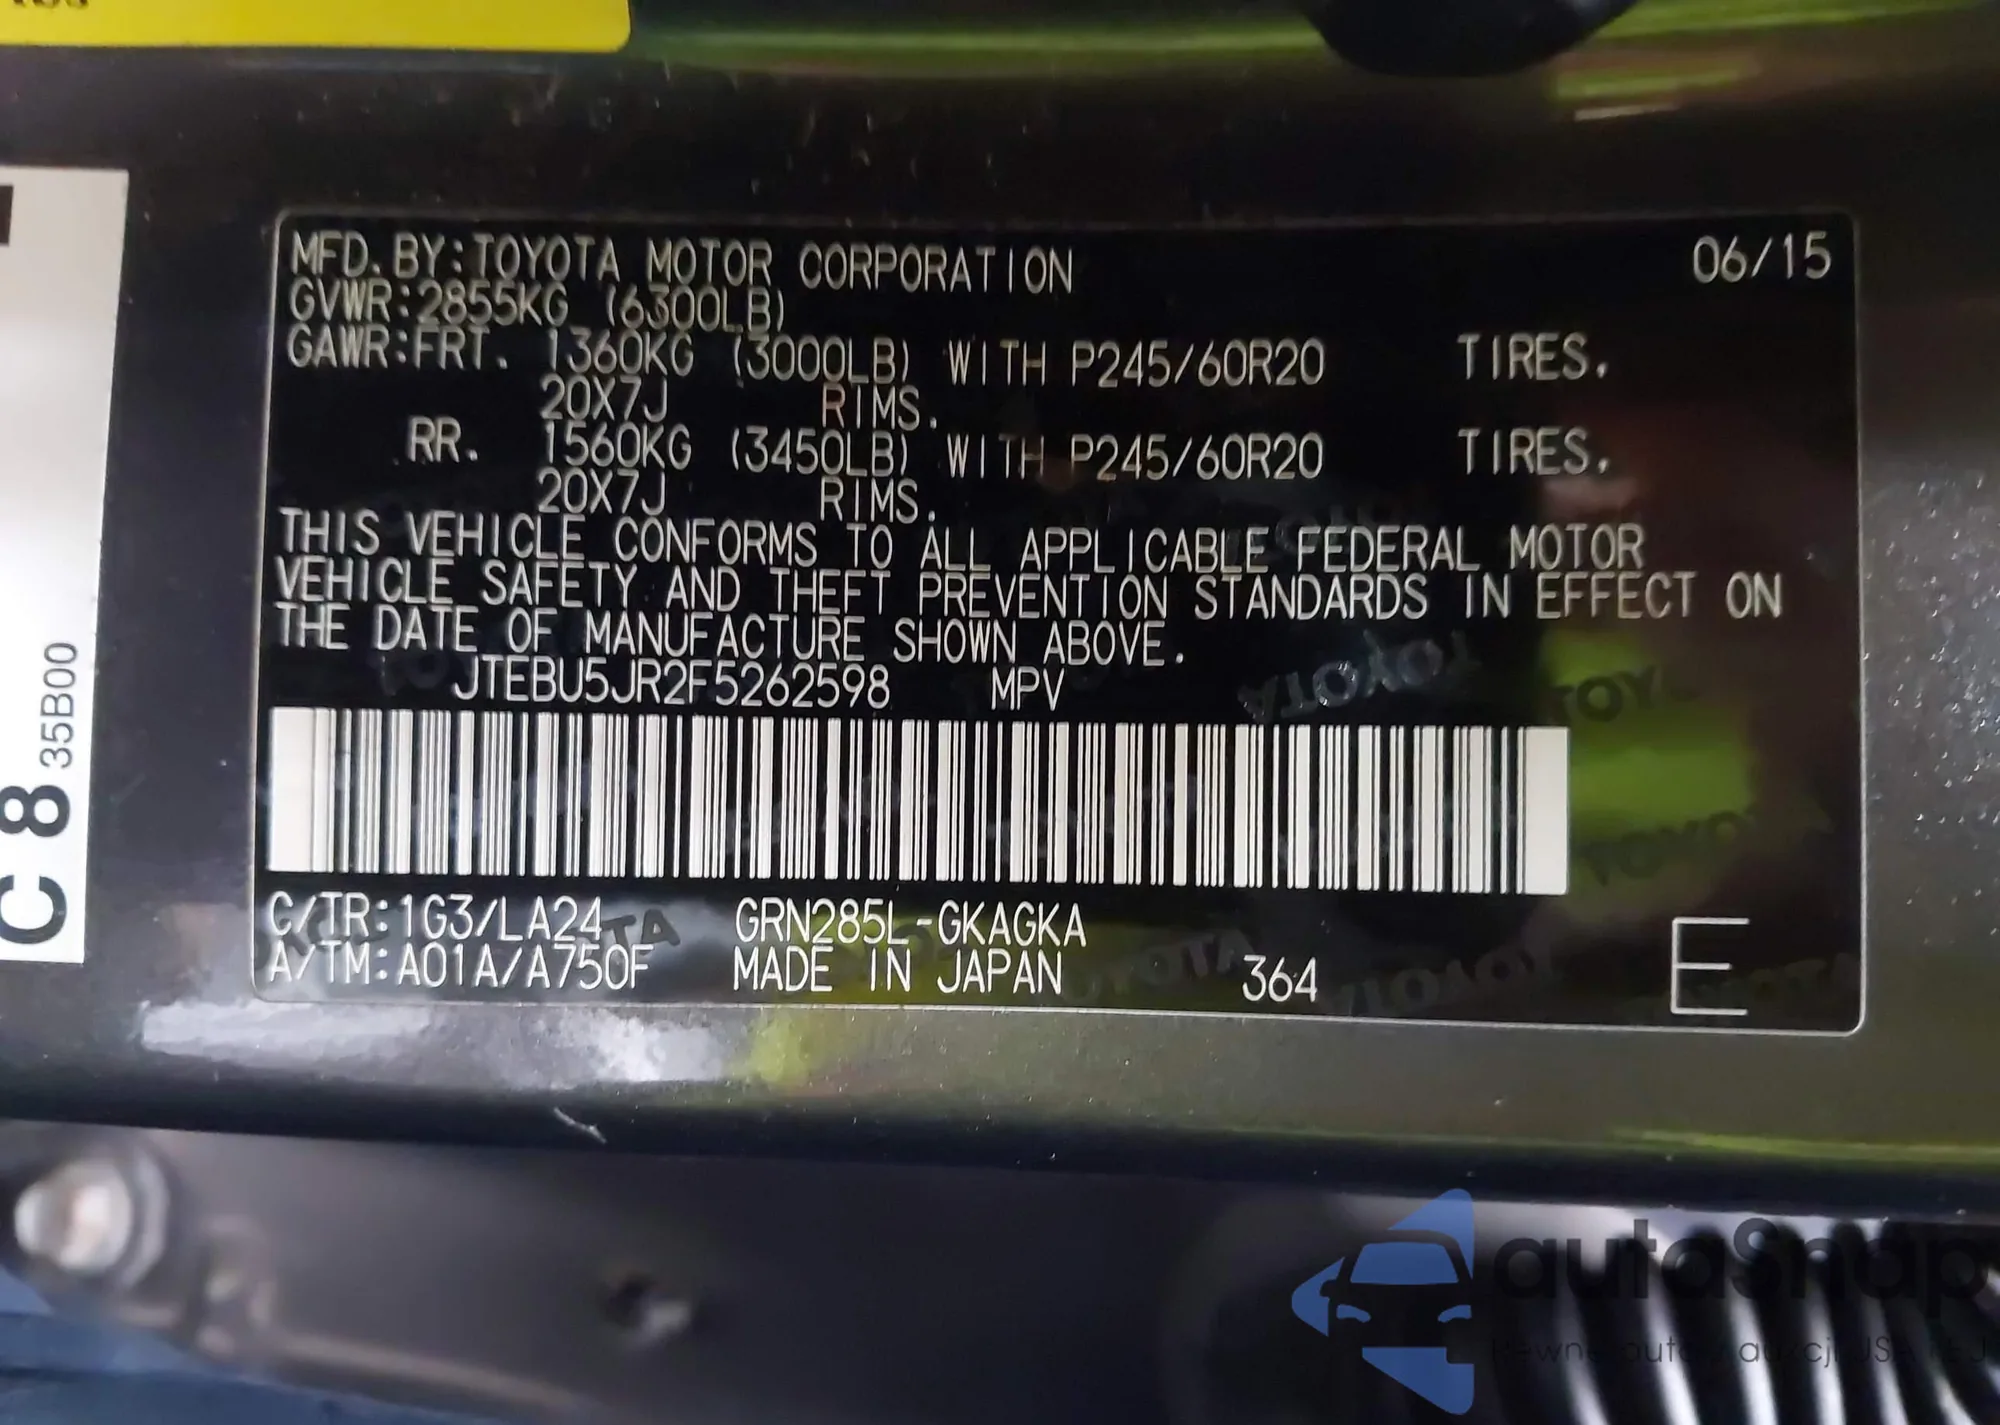 MFD. BY:TOYOTA MOTOR CORPORATION 06/15
GVWR:2855KG (6300LB)
GAWR:FRT. 1360KG (3000LB) WITH P245/60R20 TIRES.
20X7J RIMS.
RR. 1560KG (3450LB) WITH P245/60R20 TIRES.
20X7J RIMS.
THIS VEHICLE CONFORMS TO ALL APPLICABLE FEDERAL MOTOR
VEHICLE SAFETY AND THEFT PREVENTION STANDARDS IN EFFECT ON
THE DATE OF MANUFACTURE SHOWN ABOVE.
JTEBU5JR2F5262598 MPV
C/TR:1G3/LA24 GRN285L-GKAGKA
A/TM:A01A/A750F MADE IN JAPAN 364 E
C 8 35B00
autoSnap